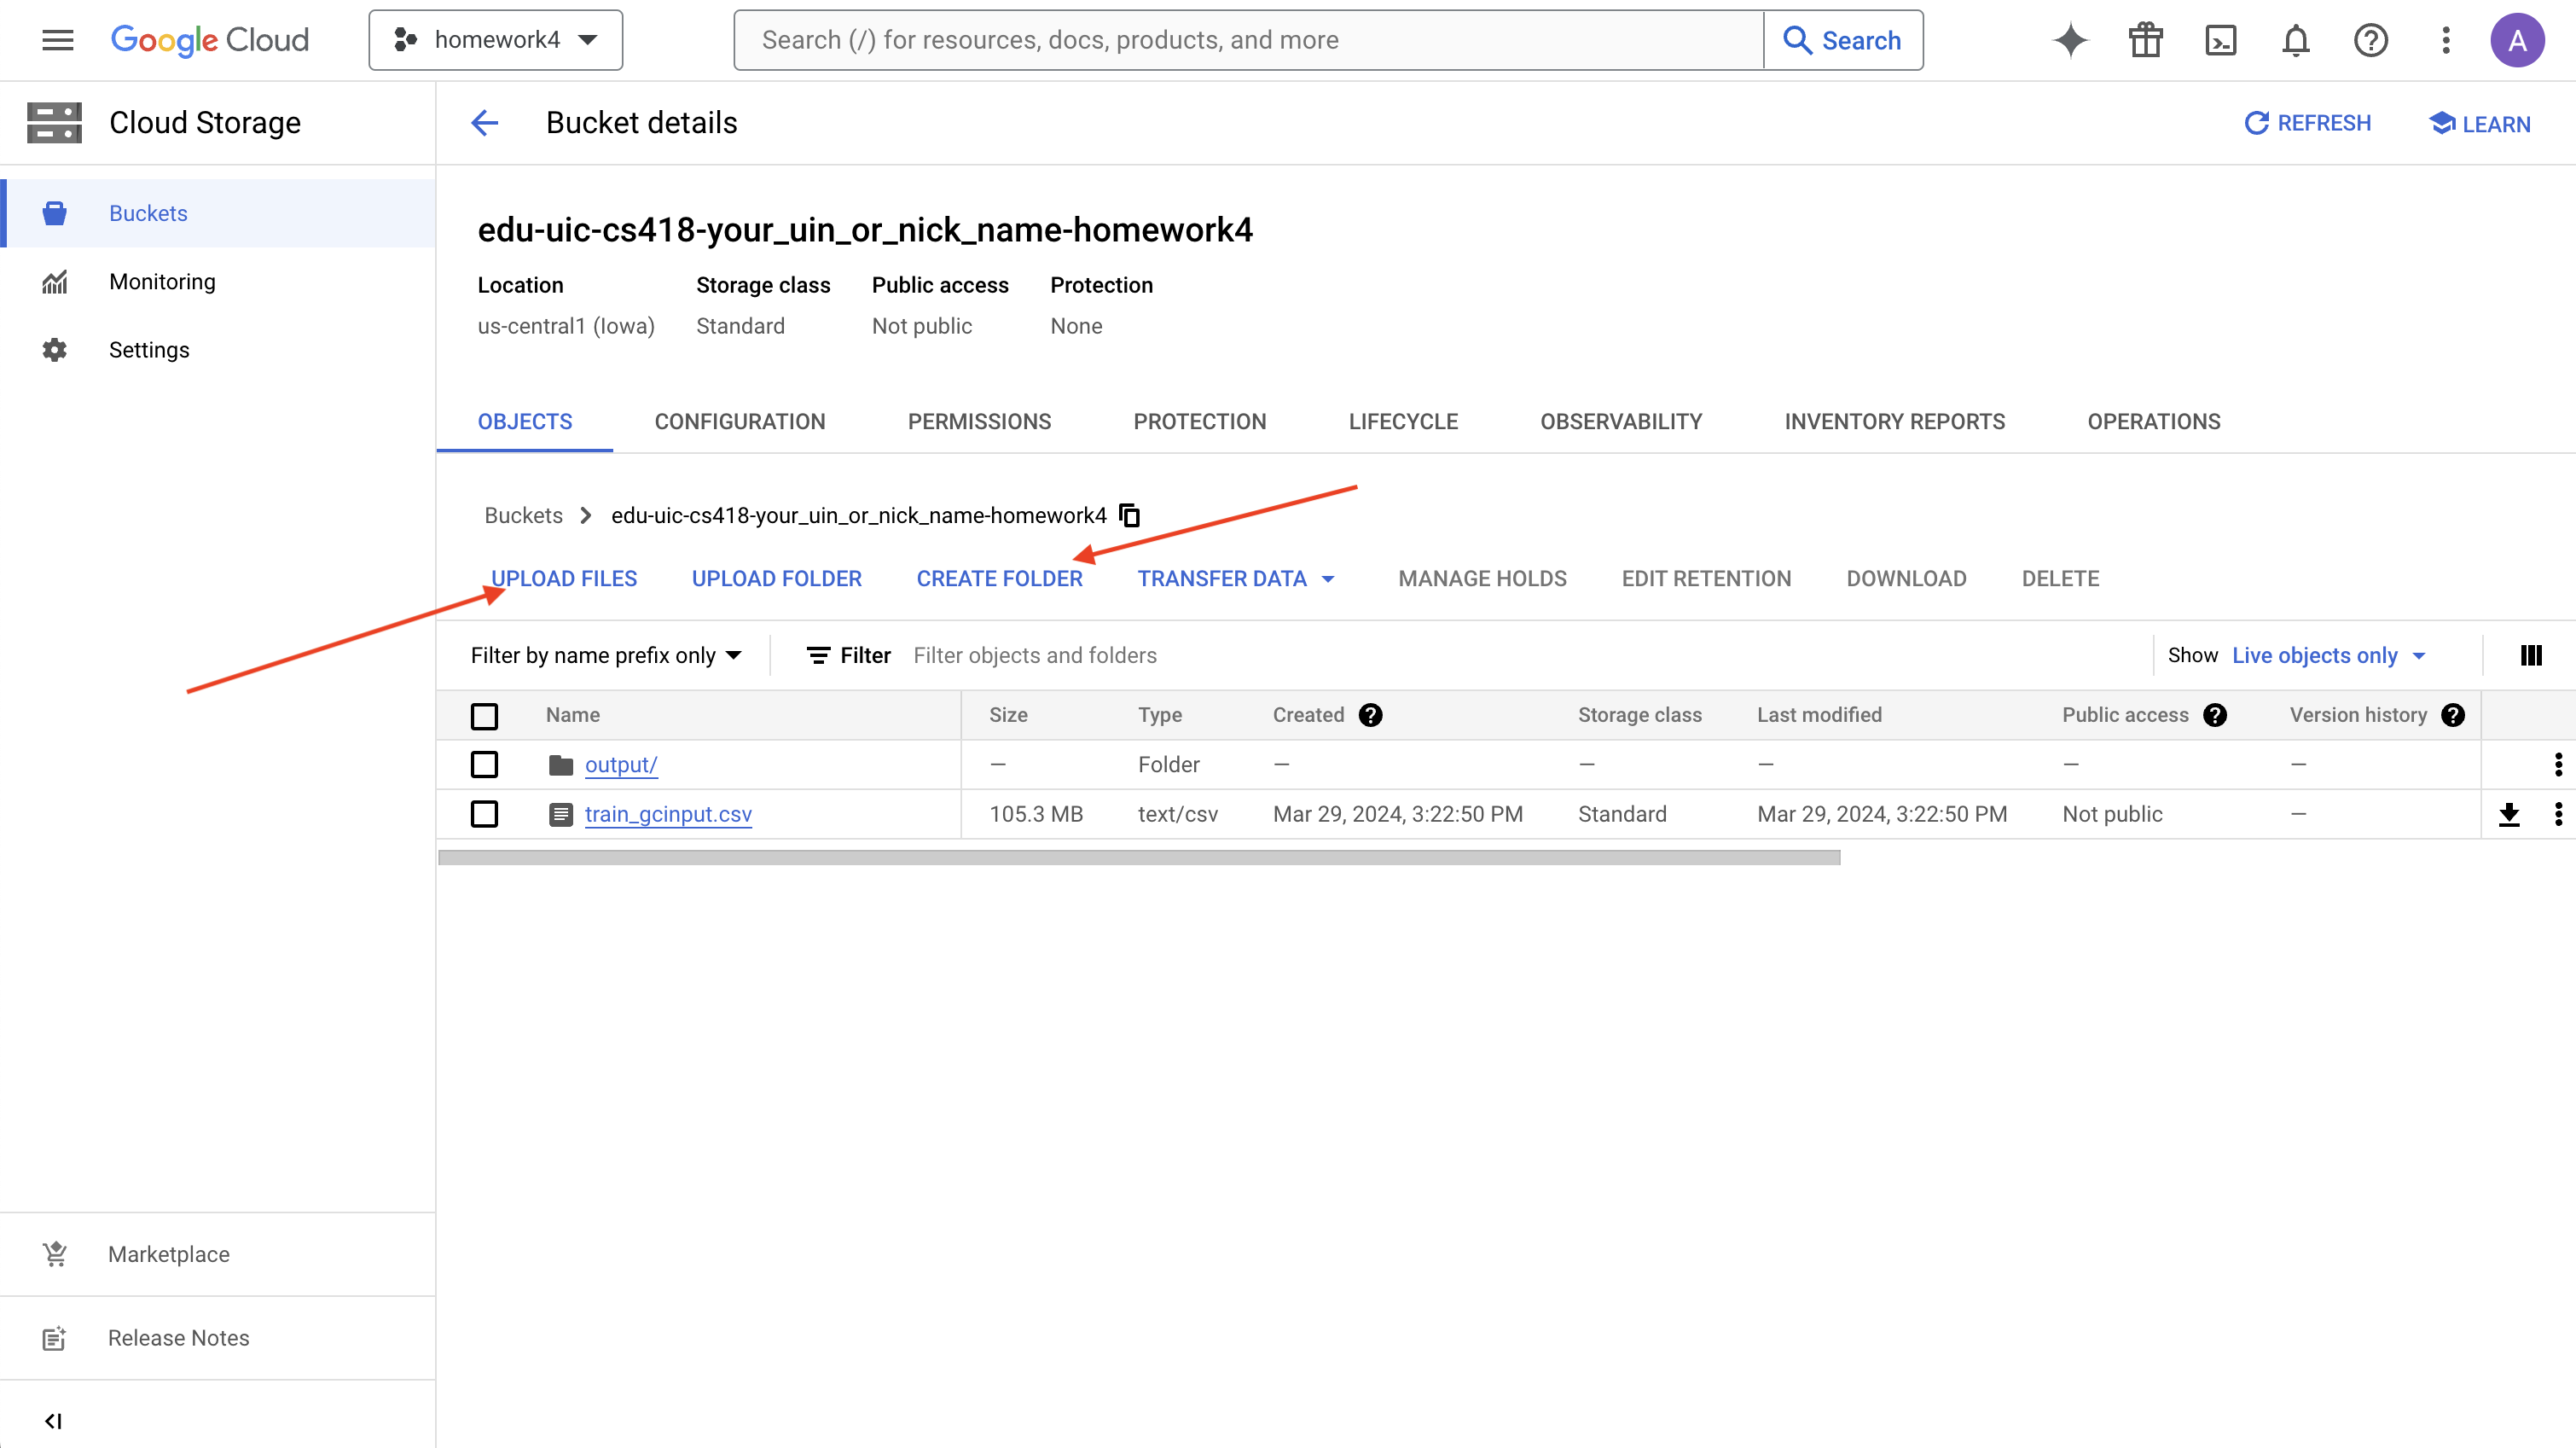 Google Cloud
homework4
Search (/) for resources, docs, products, and more
Search
A
Cloud Storage
Bucket details
REFRESH
LEARN
Buckets
Monitoring
Settings
edu-uic-cs418-your_uin_or_nick_name-homework4
Location Storage class Public access Protection
us-central1 (Iowa) Standard Not public None
OBJECTS CONFIGURATION PERMISSIONS PROTECTION LIFECYCLE OBSERVABILITY INVENTORY REPORTS OPERATIONS
Buckets edu-uic-cs418-your_uin_or_nick_name-homework4
UPLOAD FILES UPLOAD FOLDER CREATE FOLDER TRANSFER DATA MANAGE HOLDS EDIT RETENTION DOWNLOAD DELETE
Filter by name prefix only Filter Filter objects and folders Show Live objects only
Name Size Type Created Storage class Last modified Public access Version history
output/ — Folder — — — — —
train_gcinput.csv 105.3 MB text/csv Mar 29, 2024, 3:22:50 PM Standard Mar 29, 2024, 3:22:50 PM Not public —
Marketplace
Release Notes